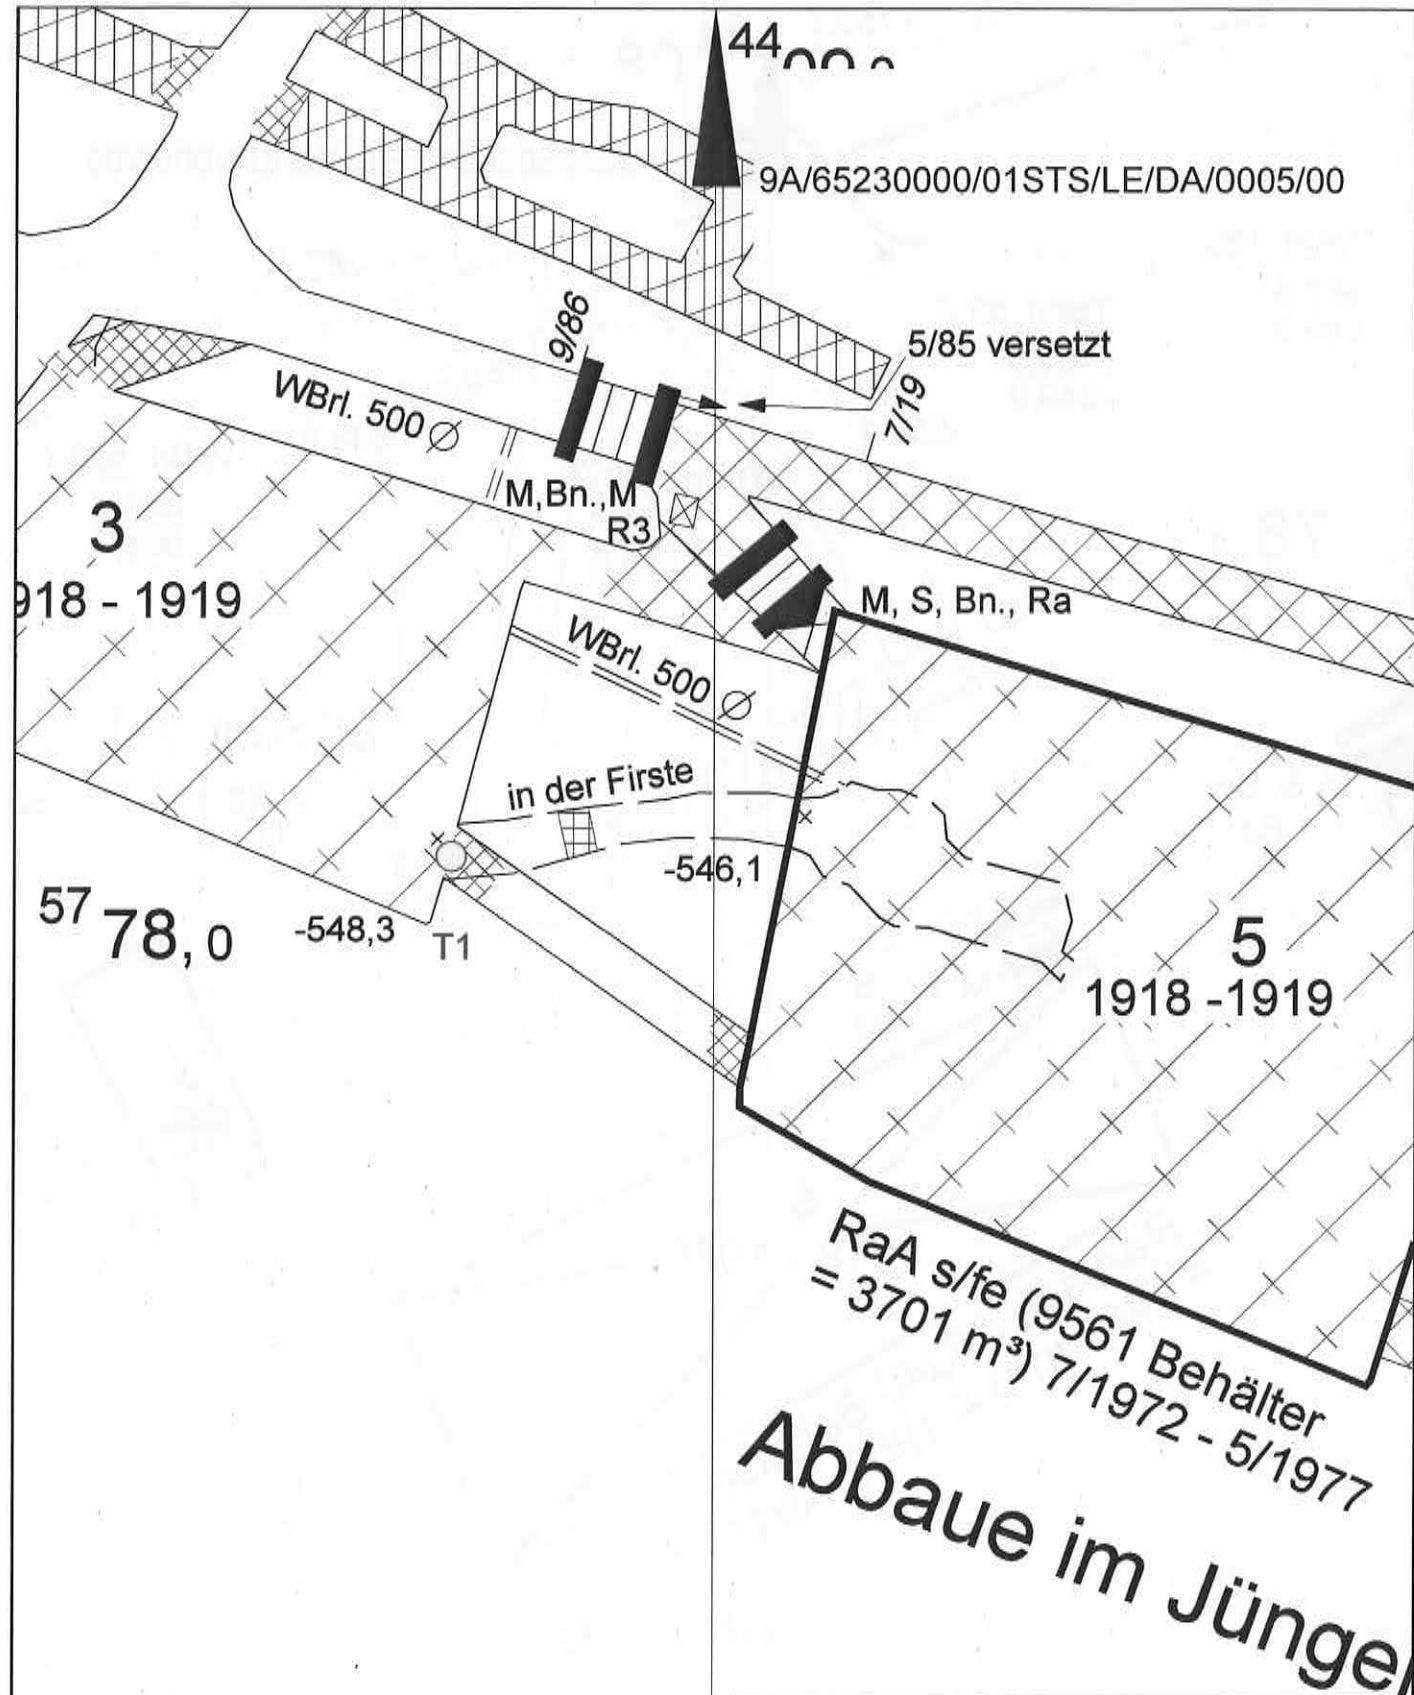 44
9A/65230000/01STS/LE/DA/0005/00
9/86
5/85 versetzt
7/19
WBrl. 500
M,Bn.,M
R3
3
918 - 1919
M, S, Bn., Ra
WBrl. 500
in der Firste
-546,1
57 78,0
-548,3
T1
5
1918 -1919
RaA s/fe (9561 Behälter
= 3701 m³) 7/1972 - 5/1977
Abbaue im Jünge